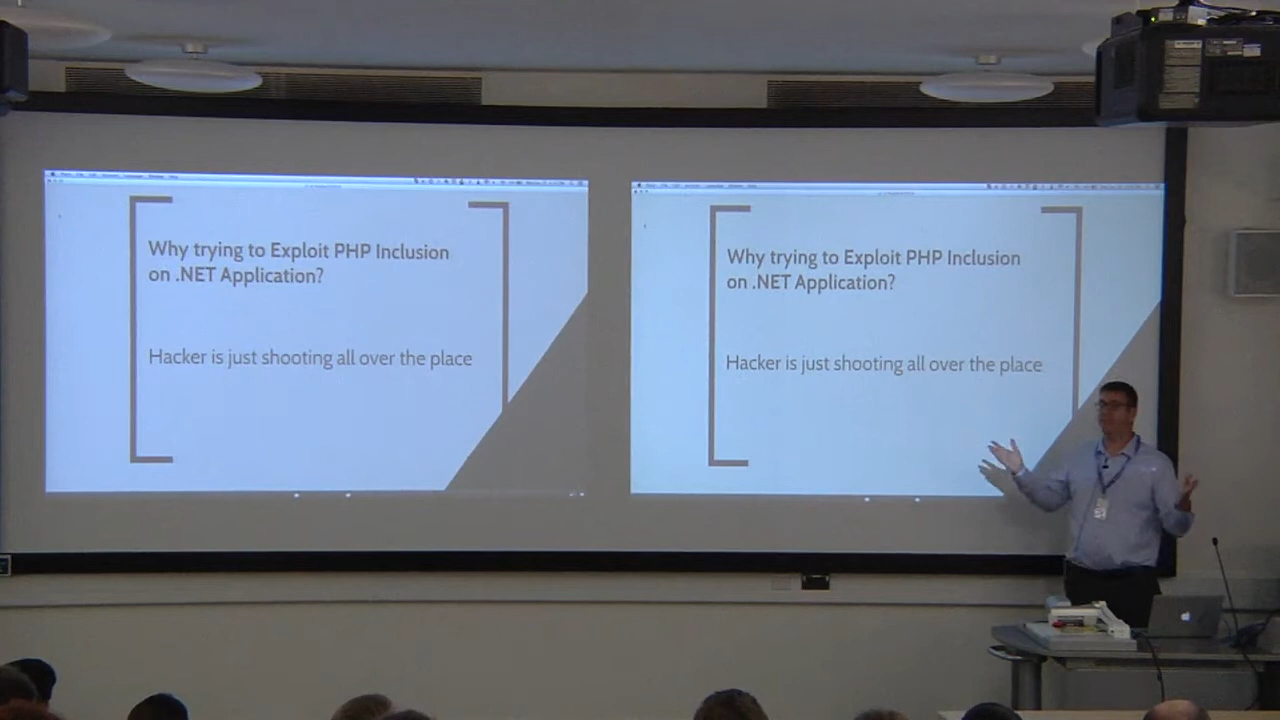 Why trying to Exploit PHP Inclusion
on .NET Application?
Hacker is just shooting all over the place
Why trying to Exploit PHP Inclusion
on .NET Application?
Hacker is just shooting all over the place